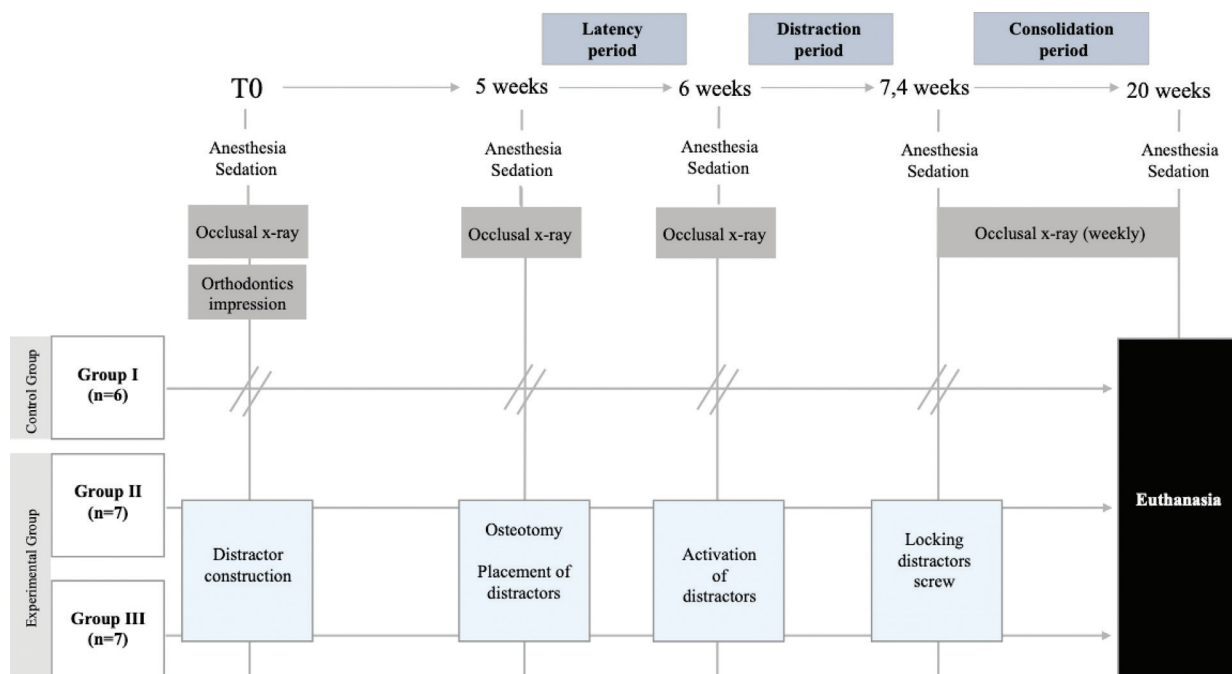 Latency
period
Distraction
period
Consolidation
period
T0
5 weeks
6 weeks
7,4 weeks
20 weeks
Anesthesia
Sedation
Anesthesia
Sedation
Anesthesia
Sedation
Anesthesia
Sedation
Anesthesia
Sedation
Occlusal x-ray
Occlusal x-ray
Occlusal x-ray
Occlusal x-ray (weekly)
Orthodontics
impression
Control Group
Group I
(n=6)
Experimental Group
Group II
(n=7)
Group III
(n=7)
Distractor
construction
Osteotomy
Placement of
distractors
Activation
of
distractors
Locking
distractors
screw
Euthanasia